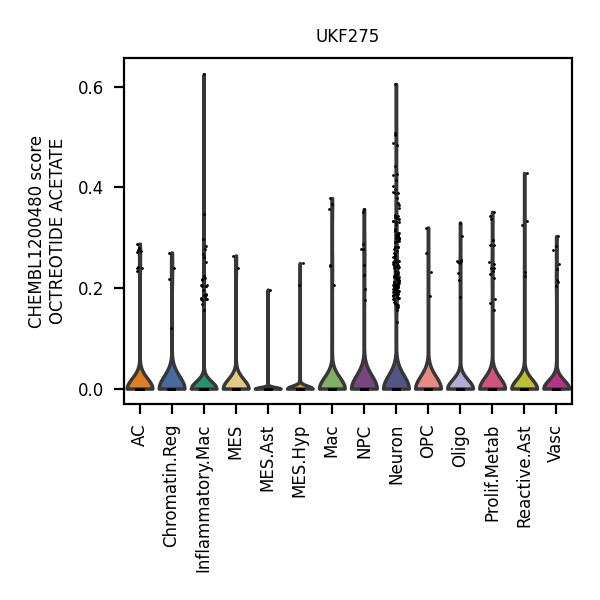 UKF275
CHEMBL1200480 score
OCTREOTIDE ACETATE
0.6
0.4
0.2
0.0
AC
Chromatin.Reg
Inflammatory.Mac
MES
MES.Ast
MES.Hyp
Mac
NPC
Neuron
OPC
Oligo
Prolif.Metab
Reactive.Ast
Vasc